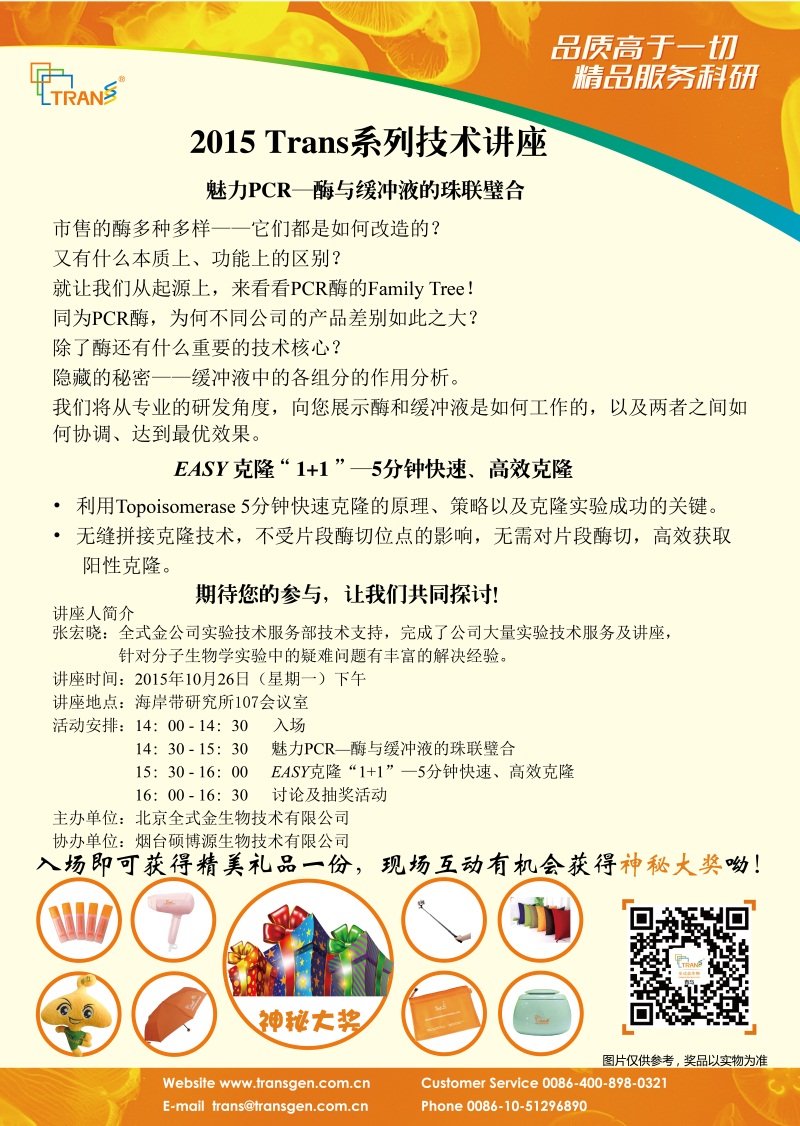 品质高于一切
精品服务科研
TRANS®
2015 Trans系列技术讲座
魅力PCR—酶与缓冲液的珠联璧合
市售的酶多种多样——它们都是如何改造的？
又有什么本质上、功能上的区别？
就让我们从起源上，来看看PCR酶的Family Tree！
同为PCR酶，为何不同公司的产品差别如此之大？
除了酶还有什么重要的技术核心？
隐藏的秘密——缓冲液中的各组分的作用分析。
我们将从专业的研发角度，向您展示酶和缓冲液是如何工作的，以及两者之间如
何协调、达到最优效果。
EASY 克隆“ 1+1 ”—5分钟快速、高效克隆
• 利用Topoisomerase 5分钟快速克隆的原理、策略以及克隆实验成功的关键。
• 无缝拼接克隆技术，不受片段酶切位点的影响，无需对片段酶切，高效获取
阳性克隆。
期待您的参与，让我们共同探讨!
讲座人简介
张宏晓：全式金公司实验技术服务部技术支持，完成了公司大量实验技术服务及讲座，
针对分子生物学实验中的疑难问题有丰富的解决经验。
讲座时间：2015年10月26日（星期一）下午
讲座地点：海岸带研究所107会议室
活动安排：14：00 - 14：30 入场
14：30 - 15：30 魅力PCR—酶与缓冲液的珠联璧合
15：30 - 16：00 EASY克隆“1+1”—5分钟快速、高效克隆
16：00 - 16：30 讨论及抽奖活动
主办单位：北京全式金生物技术有限公司
协办单位：烟台硕博源生物技术有限公司
入场即可获得精美礼品一份，现场互动有机会获得神秘大奖呦！
神秘大奖
TRANS
图片仅供参考，奖品以实物为准
Website www.transgen.com.cn Customer Service 0086-400-898-0321
E-mail trans@transgen.com.cn Phone 0086-10-51296890